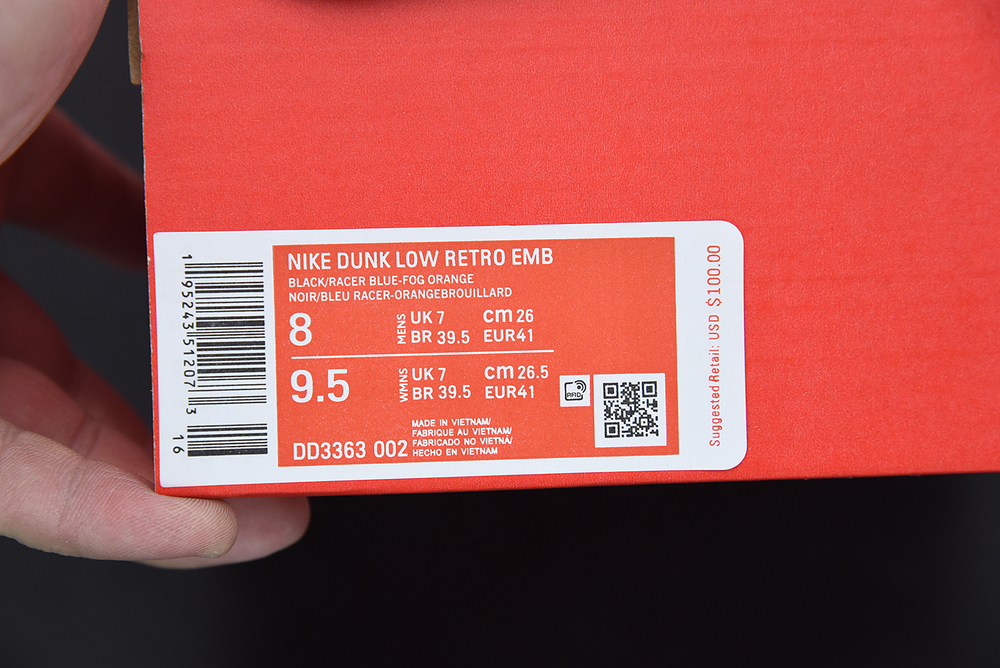 NIKE DUNK LOW RETRO EMB
BLACK/RACER BLUE-FOG ORANGE
NOIR/BLEU RACER-ORANGEBROUILLARD
8 MENS UK 7 cm 26
BR 39.5 EUR41
9.5 WMNS UK 7 cm 26.5
BR 39.5 EUR41
RFID
DD3363 002
MADE IN VIETNAM/
FABRIQUE AU VIETNAM/
FABRICADO NO VIETNÃ/
HECHO EN VIETNAM
1 95243 51207 3
16
Suggested Retail: USD $100.00